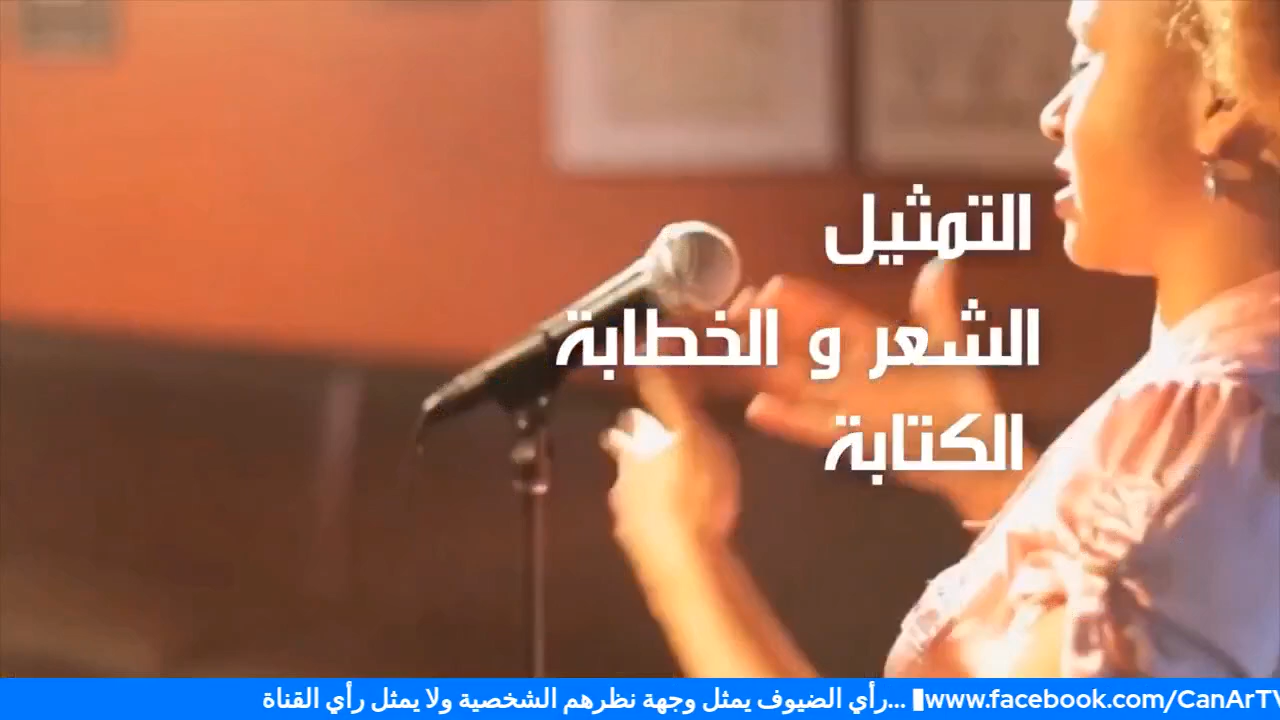 التمثيل
الشعر و الخطابة
الكتابة
www.facebook.com/CanArTV ...رأي الضيوف يمثل وجهة نظرهم الشخصية ولا يمثل رأي القناة